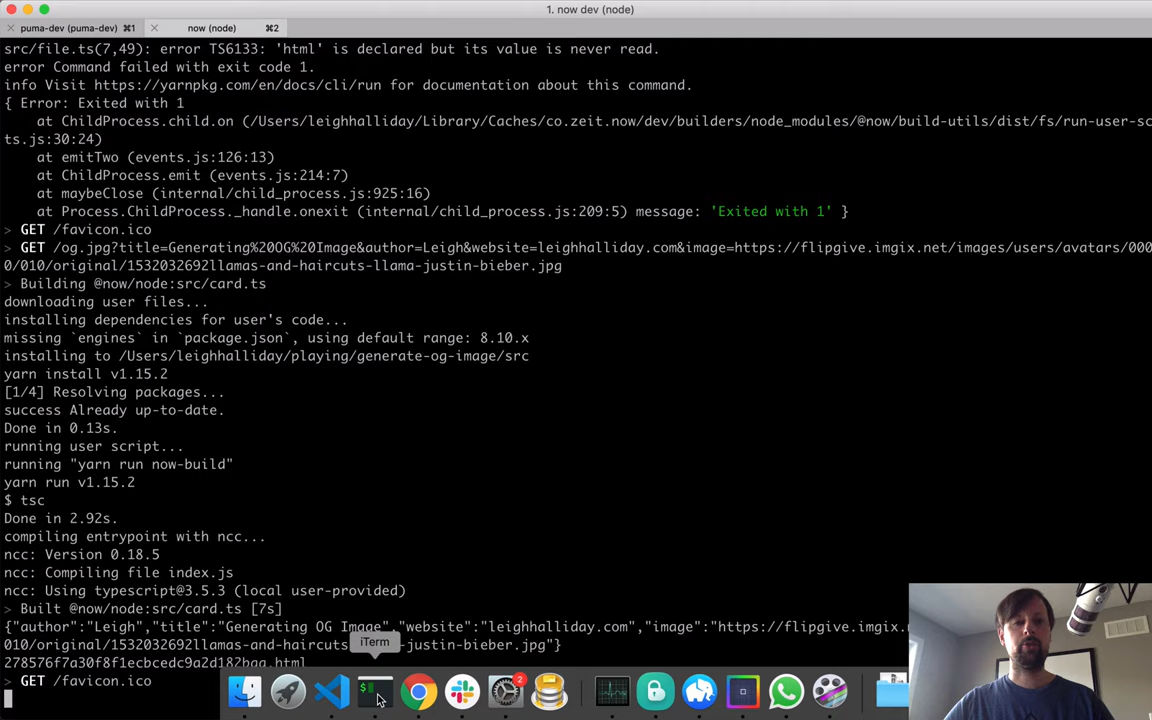 1. now dev (node)
puma-dev (puma-dev) ⌘1
now (node) ⌘2
src/file.ts(7,49): error TS6133: 'html' is declared but its value is never read.
error Command failed with exit code 1.
info Visit https://yarnpkg.com/en/docs/cli/run for documentation about this command.
{ Error: Exited with 1
at ChildProcess.child.on (/Users/leighhalliday/Library/Caches/co.zeit.now/dev/builders/node_modules/@now/build-utils/dist/fs/run-user-sc
ts.js:30:24)
at emitTwo (events.js:126:13)
at ChildProcess.emit (events.js:214:7)
at maybeClose (internal/child_process.js:925:16)
at Process.ChildProcess._handle.onexit (internal/child_process.js:209:5) message: 'Exited with 1' }
> GET /favicon.ico
> GET /og.jpg?title=Generating%20OG%20Image&author=Leigh&website=leighhalliday.com&image=https://flipgive.imgix.net/images/users/avatars/000
0/010/original/1532032692llamas-and-haircuts-llama-justin-bieber.jpg
> Building @now/node:src/card.ts
downloading user files...
installing dependencies for user's code...
missing `engines` in `package.json`, using default range: 8.10.x
installing to /Users/leighhalliday/playing/generate-og-image/src
yarn install v1.15.2
[1/4] Resolving packages...
success Already up-to-date.
Done in 0.13s.
running user script...
running "yarn run now-build"
yarn run v1.15.2
$ tsc
Done in 2.92s.
compiling entrypoint with ncc...
ncc: Version 0.18.5
ncc: Compiling file index.js
ncc: Using typescript@3.5.3 (local user-provided)
> Built @now/node:src/card.ts [7s]
{"author":"Leigh","title":"Generating OG Image","website":"leighhalliday.com","image":"https://flipgive.imgix.n
010/original/1532032692llamas-and-haircuts -justin-bieber.jpg"}
iTerm
278576f7a30f8f1ecbcedc9a2d182baa.html
> GET /favicon.ico
2